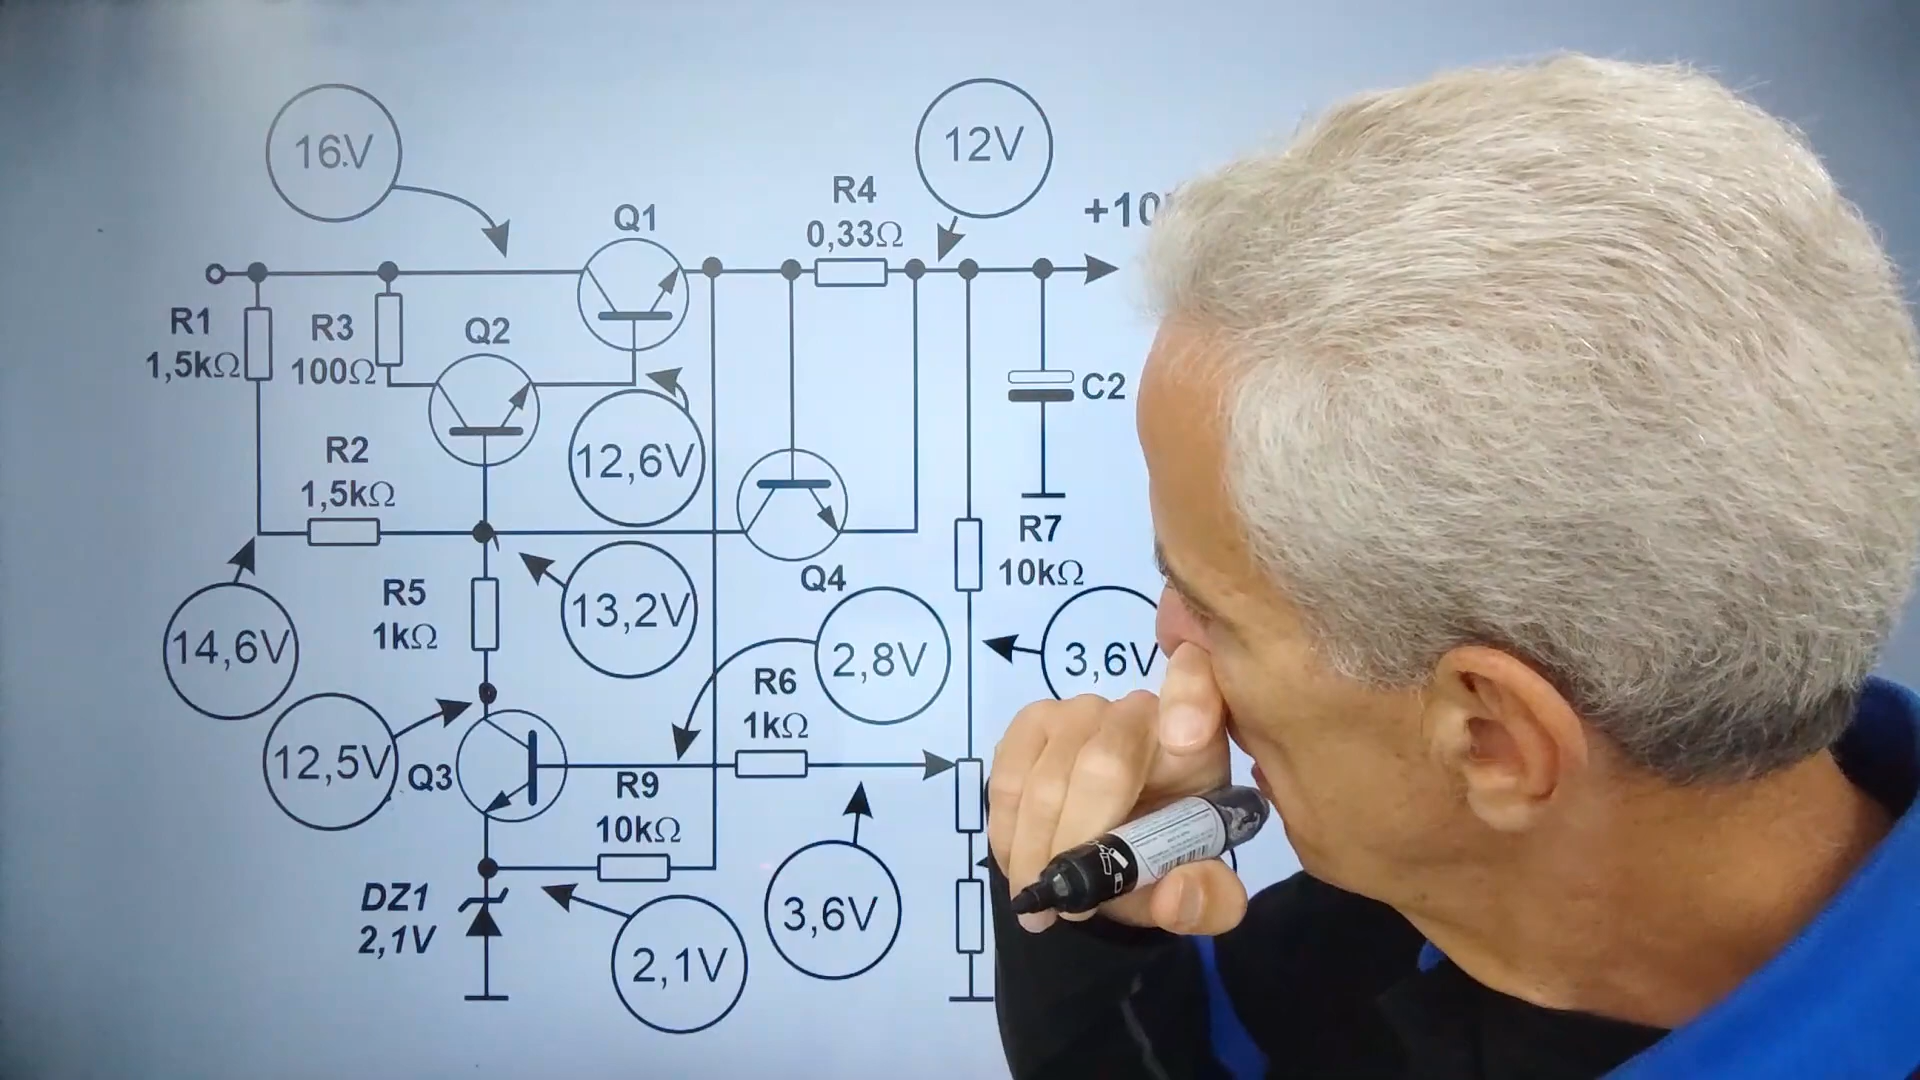 16.V
12V
+10
R4
0,33Ω
Q1
R1
1,5kΩ
R3
100Ω
Q2
C2
R2
1,5kΩ
12,6V
R7
10kΩ
Q4
R5
1kΩ
13,2V
14,6V
2,8V
3,6V
R6
1kΩ
12,5V
Q3
R9
10kΩ
DZ1
2,1V
3,6V
2,1V